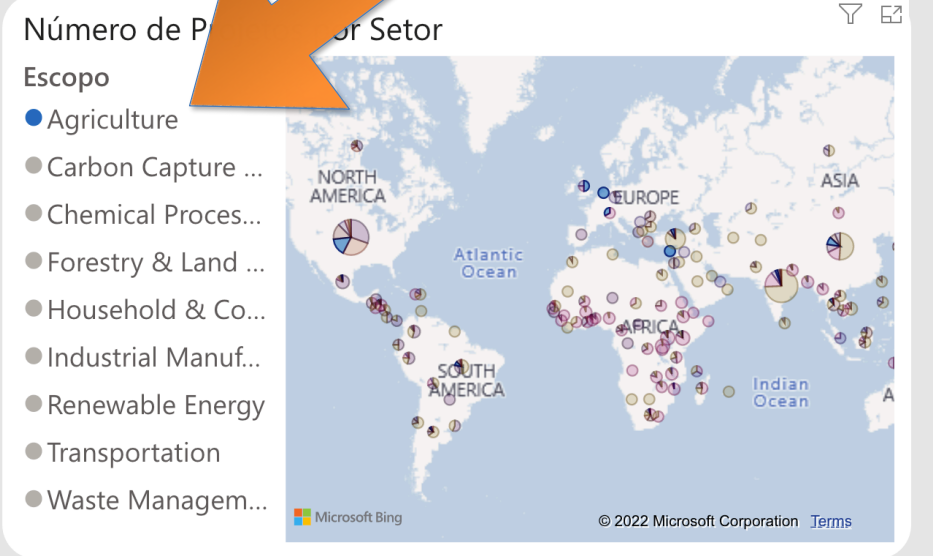 Número de P or Setor
Escopo
Agriculture
Carbon Capture ...
Chemical Proces...
Forestry & Land ...
Household & Co...
Industrial Manuf...
Renewable Energy
Transportation
Waste Managem...
NORTH
AMERICA
EUROPE
ASIA
Atlantic
Ocean
AFRICA
SOUTH
AMERICA
Indian
Ocean
A
Microsoft Bing
© 2022 Microsoft Corporation Terms